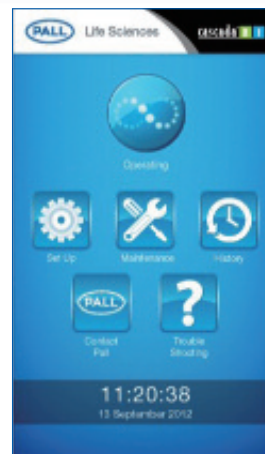 PALL Life Sciences
cascada
Operating
Set Up
Maintenance
History
PALL
?
Contact
Pall
Trouble
Shooting
11:20:38
13 September 2012